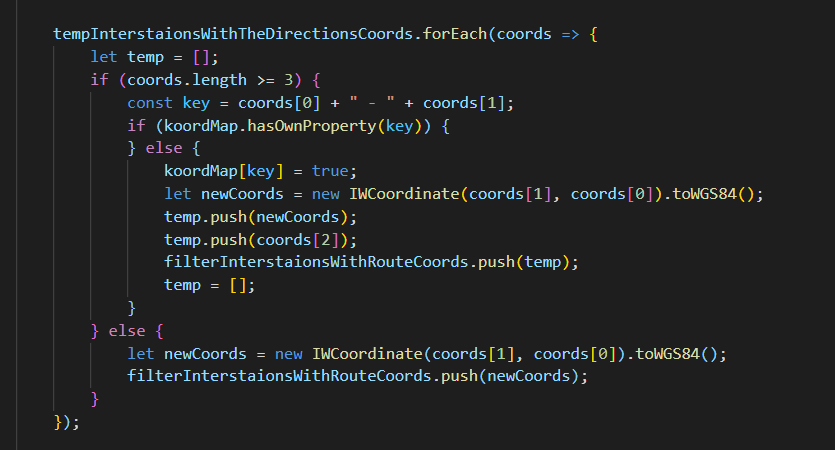 tempInterstaionsWithTheDirectionsCoords.forEach(coords => {
let temp = [];
if (coords.length >= 3) {
const key = coords[0] + " - " + coords[1];
if (koordMap.hasOwnProperty(key)) {
} else {
koordMap[key] = true;
let newCoords = new IWCoordinate(coords[1], coords[0]).toWGS84();
temp.push(newCoords);
temp.push(coords[2]);
filterInterstaionsWithRouteCoords.push(temp);
temp = [];
}
} else {
let newCoords = new IWCoordinate(coords[1], coords[0]).toWGS84();
filterInterstaionsWithRouteCoords.push(newCoords);
}
});